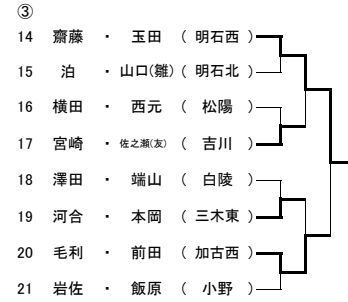 ③
14 齋藤 ・ 玉田 ( 明石西 )
15 泊 ・ 山口(雛) ( 明石北 )
16 横田 ・ 西元 ( 松陽 )
17 宮崎 ・ 佐之瀬(友) ( 吉川 )
18 澤田 ・ 端山 ( 白陵 )
19 河合 ・ 本岡 ( 三木東 )
20 毛利 ・ 前田 ( 加古西 )
21 岩佐 ・ 飯原 ( 小野 )